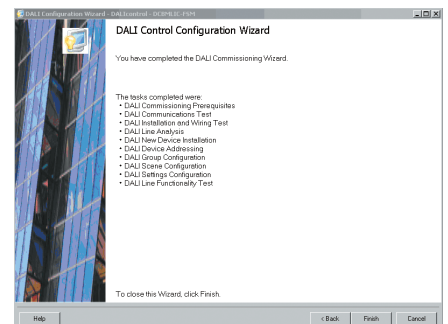 DALI Configuration Wizard - DALIcontrol -
DALI Control Configuration Wizard
You have completed the DALI Commissioning Wizard.
The tasks completed were:
• DALI Commissioning Prerequisites
• DALI Communications Test
• DALI Installation and Wiring Test
• DALI Line Analysis
• DALI New Device Installation
• DALI Device Addressing
• DALI Group Configuration
• DALI Scene Configuration
• DALI Settings Configuration
• DALI Line Functionality Test
To close this Wizard, click Finish.
Help
< Back
Finish
Cancel